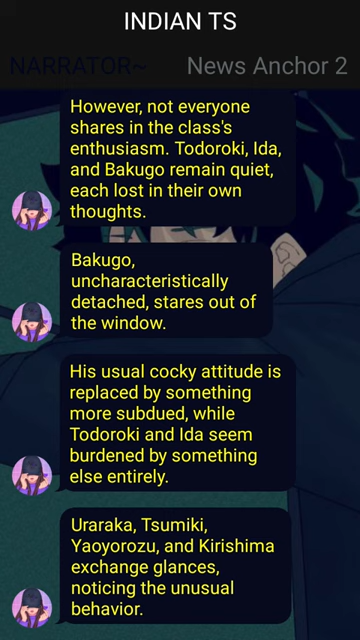 INDIAN TS
NARRATOR~ News Anchor 2
However, not everyone
shares in the class's
enthusiasm. Todoroki, Ida,
and Bakugo remain quiet,
each lost in their own
thoughts.
Bakugo,
uncharacteristically
detached, stares out of
the window.
His usual cocky attitude is
replaced by something
more subdued, while
Todoroki and Ida seem
burdened by something
else entirely.
Uraraka, Tsumiki,
Yaoyorozu, and Kirishima
exchange glances,
noticing the unusual
behavior.